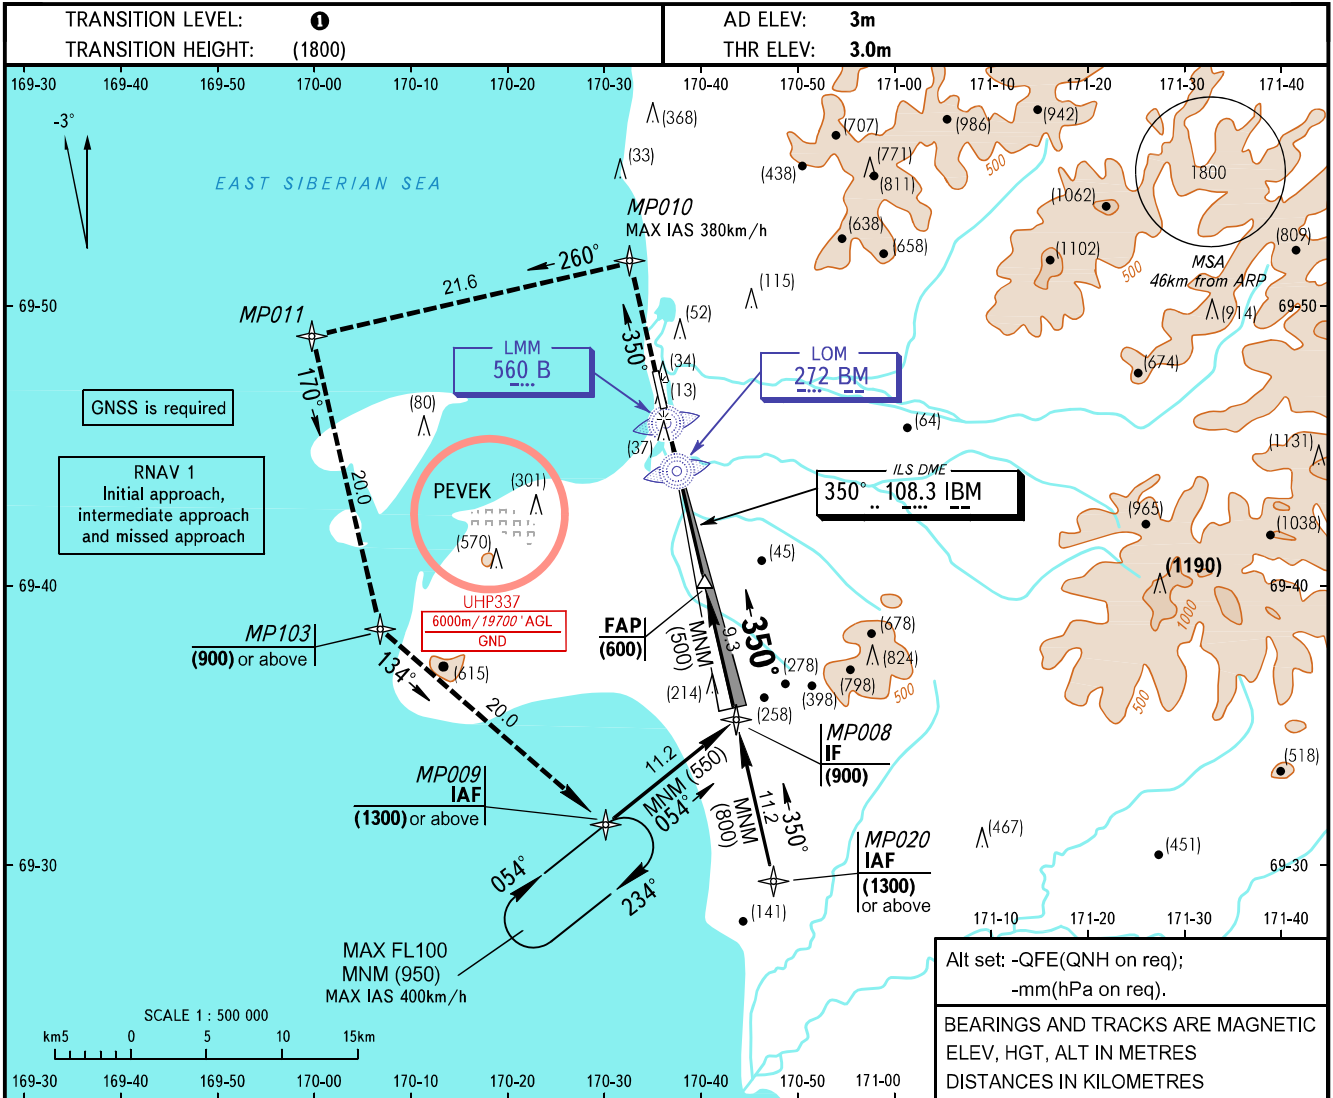 TRANSITION LEVEL: 1
TRANSITION HEIGHT: (1800)
AD ELEV: 3m
THR ELEV: 3.0m
169-30 169-40 169-50 170-00 170-10 170-20 170-30 170-40 170-50 171-00 171-10 171-20 171-30 171-40
-3°
EAST SIBERIAN SEA
(368)
(33)
(707)
(986)
(942)
(438)
(771)
(811)
500
1800
(1062)
(638)
(658)
(1102)
500
(809)
MSA
46km from ARP
(914)
(674)
MP010
MAX IAS 380km/h
260°
21.6
MP011
69-50
69-50
(115)
(52)
350°
(34)
(13)
(37)
LMM
560 B
LOM
272 BM
170°
20.0
GNSS is required
(80)
(64)
(1131)
RNAV 1
Initial approach,
intermediate approach
and missed approach
PEVEK
(301)
(570)
ILS DME
350° 108.3 IBM
(965)
(1038)
(45)
69-40
69-40
(1190)
1000
500
UHP337
6000m/19700'AGL
GND
FAP
(600)
MNM
(500)
9.3
350°
(678)
(824)
(798)
500
(278)
(398)
(258)
(214)
MP103
(900) or above
134°
(615)
20.0
MP008
IF
(900)
(518)
MP009
IAF
(1300) or above
11.2
MNM (550)
054°
11.2
MNM
(800)
350°
MP020
IAF
(1300)
or above
(467)
(451)
69-30
69-30
054°
234°
(141)
MAX FL100
MNM (950)
MAX IAS 400km/h
171-10 171-20 171-30 171-40
Alt set: -QFE(QNH on req);
-mm(hPa on req).
BEARINGS AND TRACKS ARE MAGNETIC
ELEV, HGT, ALT IN METRES
DISTANCES IN KILOMETRES
SCALE 1 : 500 000
km5 0 5 10 15km
169-30 169-40 169-50 170-00 170-10 170-20 170-30 170-40 170-50 171-00